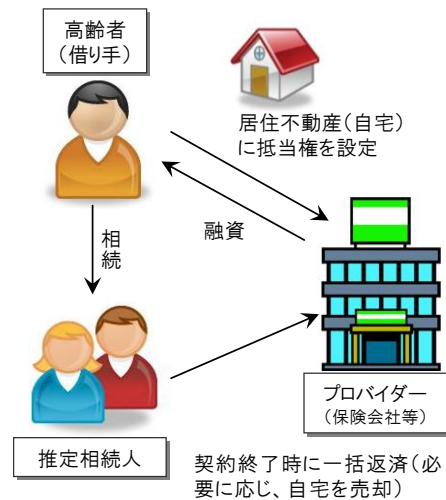 高齢者
(借り手)
居住不動産(自宅)
に抵当権を設定
融資
相
続
プロバイダー
(保険会社等)
推定相続人
契約終了時に一括返済(必
要に応じ、自宅を売却)